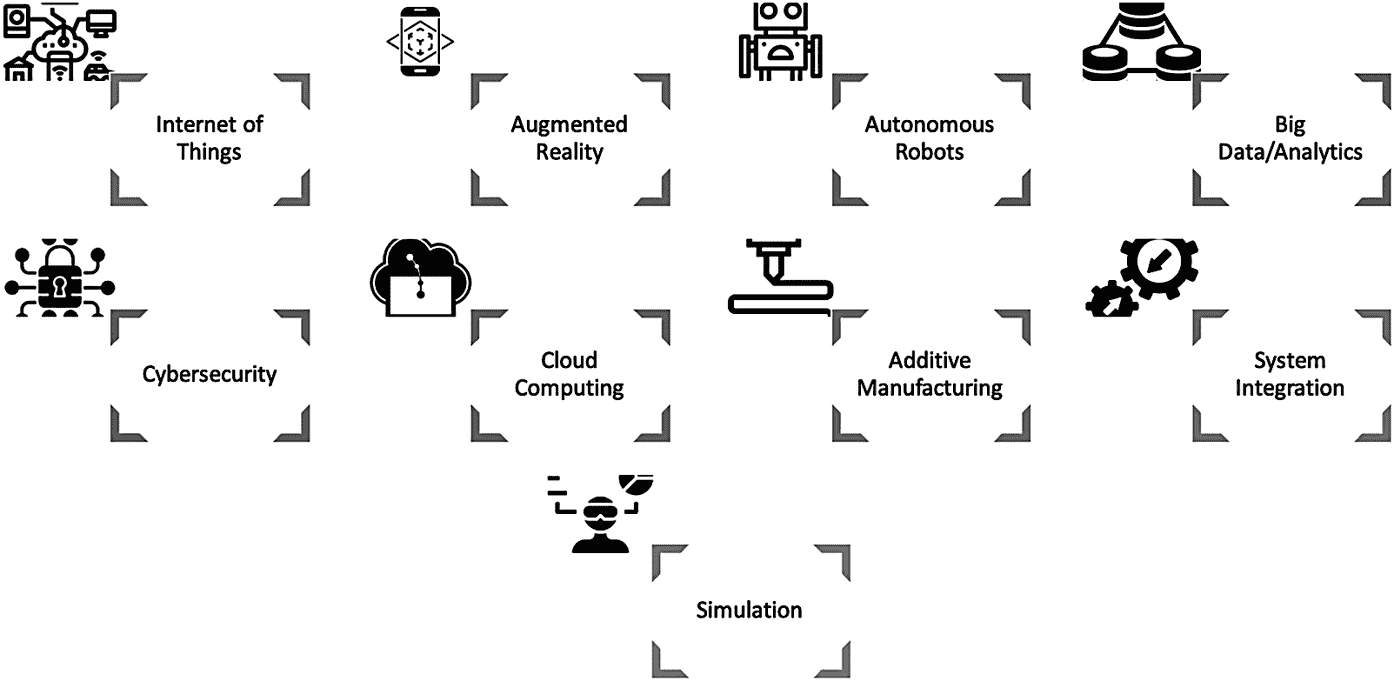 Internet of
Things
Augmented
Reality
Autonomous
Robots
Big
Data/Analytics
Cybersecurity
Cloud
Computing
Additive
Manufacturing
System
Integration
Simulation